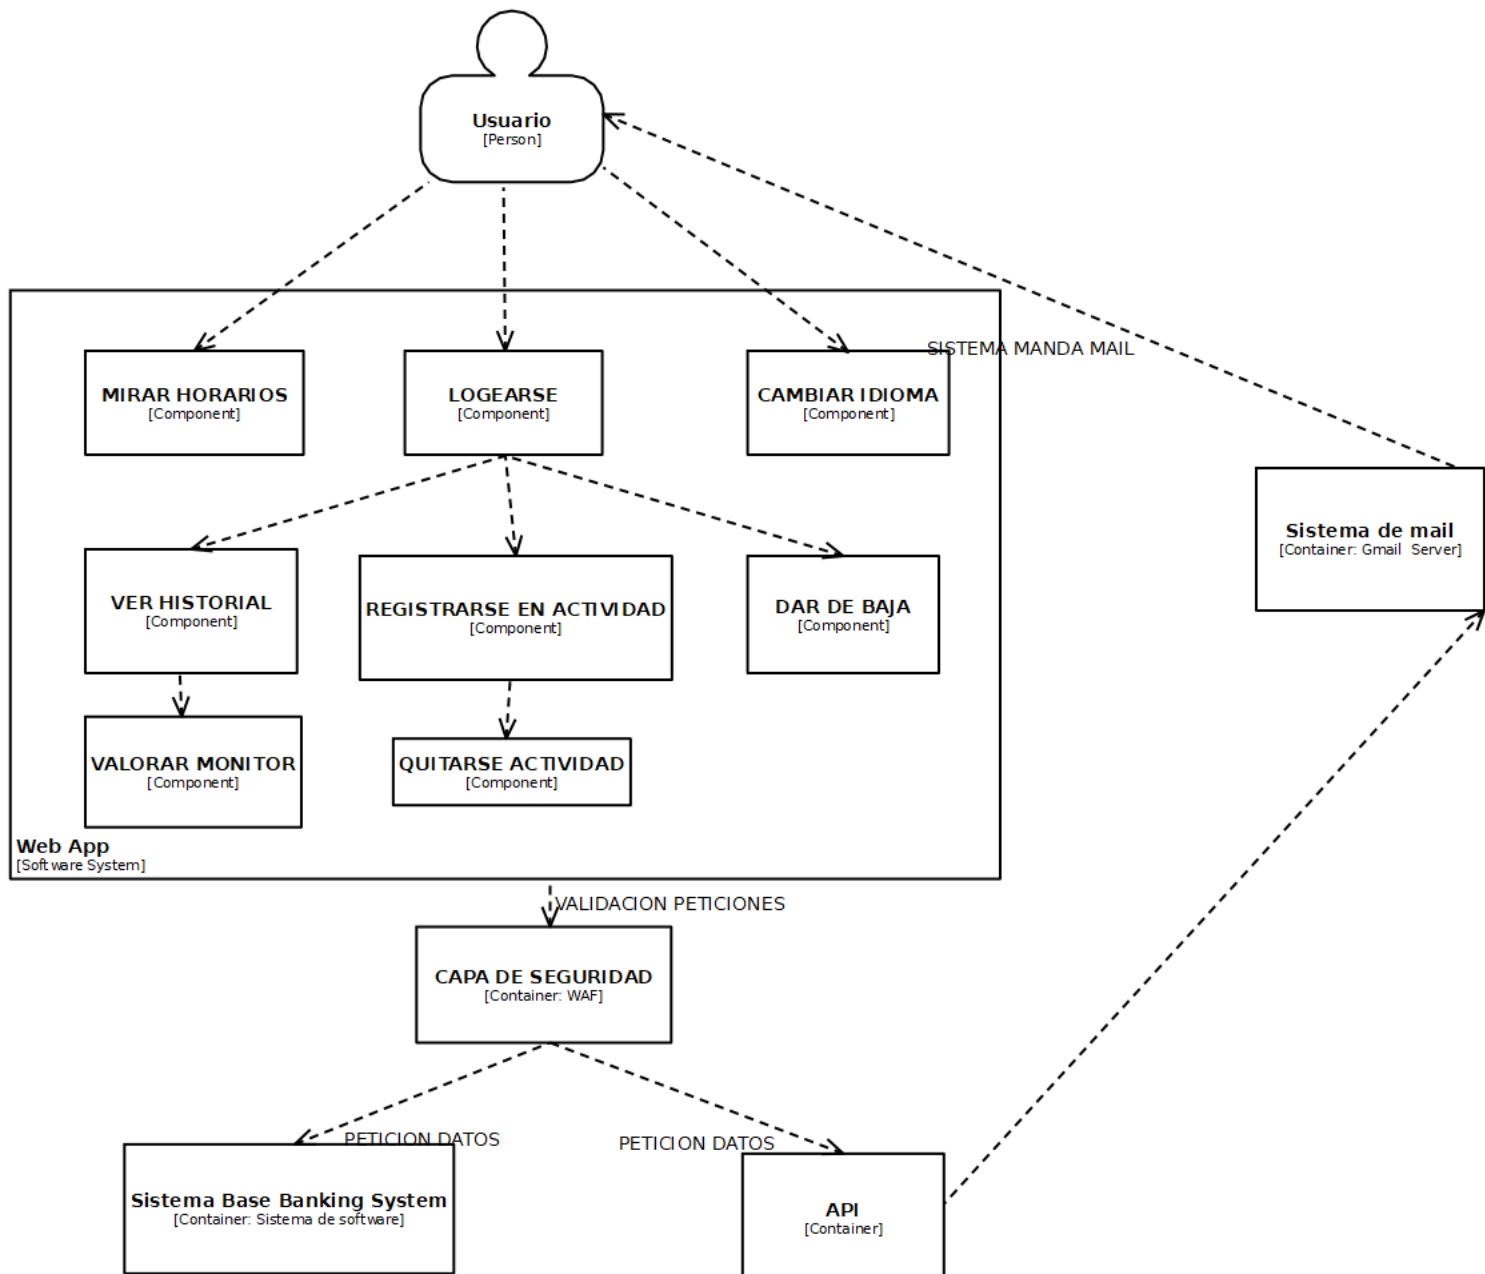 Usuario
[Person]
SISTEMA MANDA MAIL
MIRAR HORARIOS
[Component]
LOGEARSE
[Component]
CAMBIAR IDIOMA
[Component]
Sistema de mail
[Container: Gmail Server]
VER HISTORIAL
[Component]
REGISTRARSE EN ACTIVIDAD
[Component]
DAR DE BAJA
[Component]
VALORAR MONITOR
[Component]
QUITARSE ACTIVIDAD
[Component]
Web App
[Software System]
VALIDACION PETICIONES
CAPA DE SEGURIDAD
[Container: WAF]
PETICION DATOS
PETICION DATOS
Sistema Base Banking System
[Container: Sistema de software]
API
[Container]